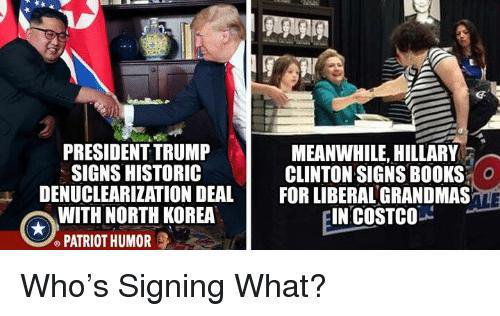 PRESIDENT TRUMP
SIGNS HISTORIC
DENUCLEARIZATION DEAL
WITH NORTH KOREA
® PATRIOT HUMOR
MEANWHILE, HILLARY
CLINTON SIGNS BOOKS
FOR LIBERAL GRANDMAS
IN COSTCO
ALE
Who’s Signing What?